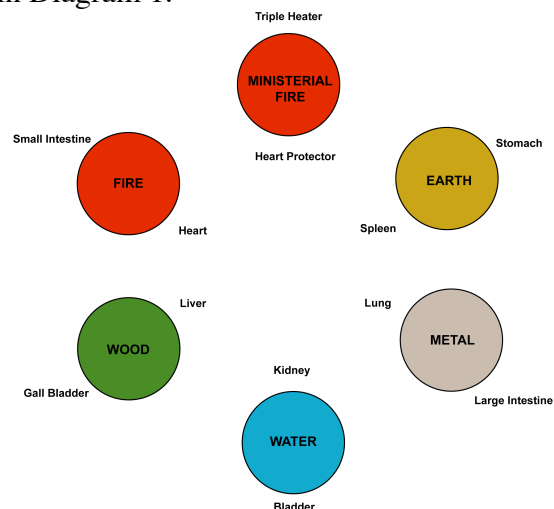 in Diagram 1.
Triple Heater
MINISTERIAL
FIRE
Heart Protector
Small Intestine
FIRE
Heart
Stomach
EARTH
Spleen
Liver
WOOD
Gall Bladder
Lung
METAL
Large Intestine
Kidney
WATER
Bladder